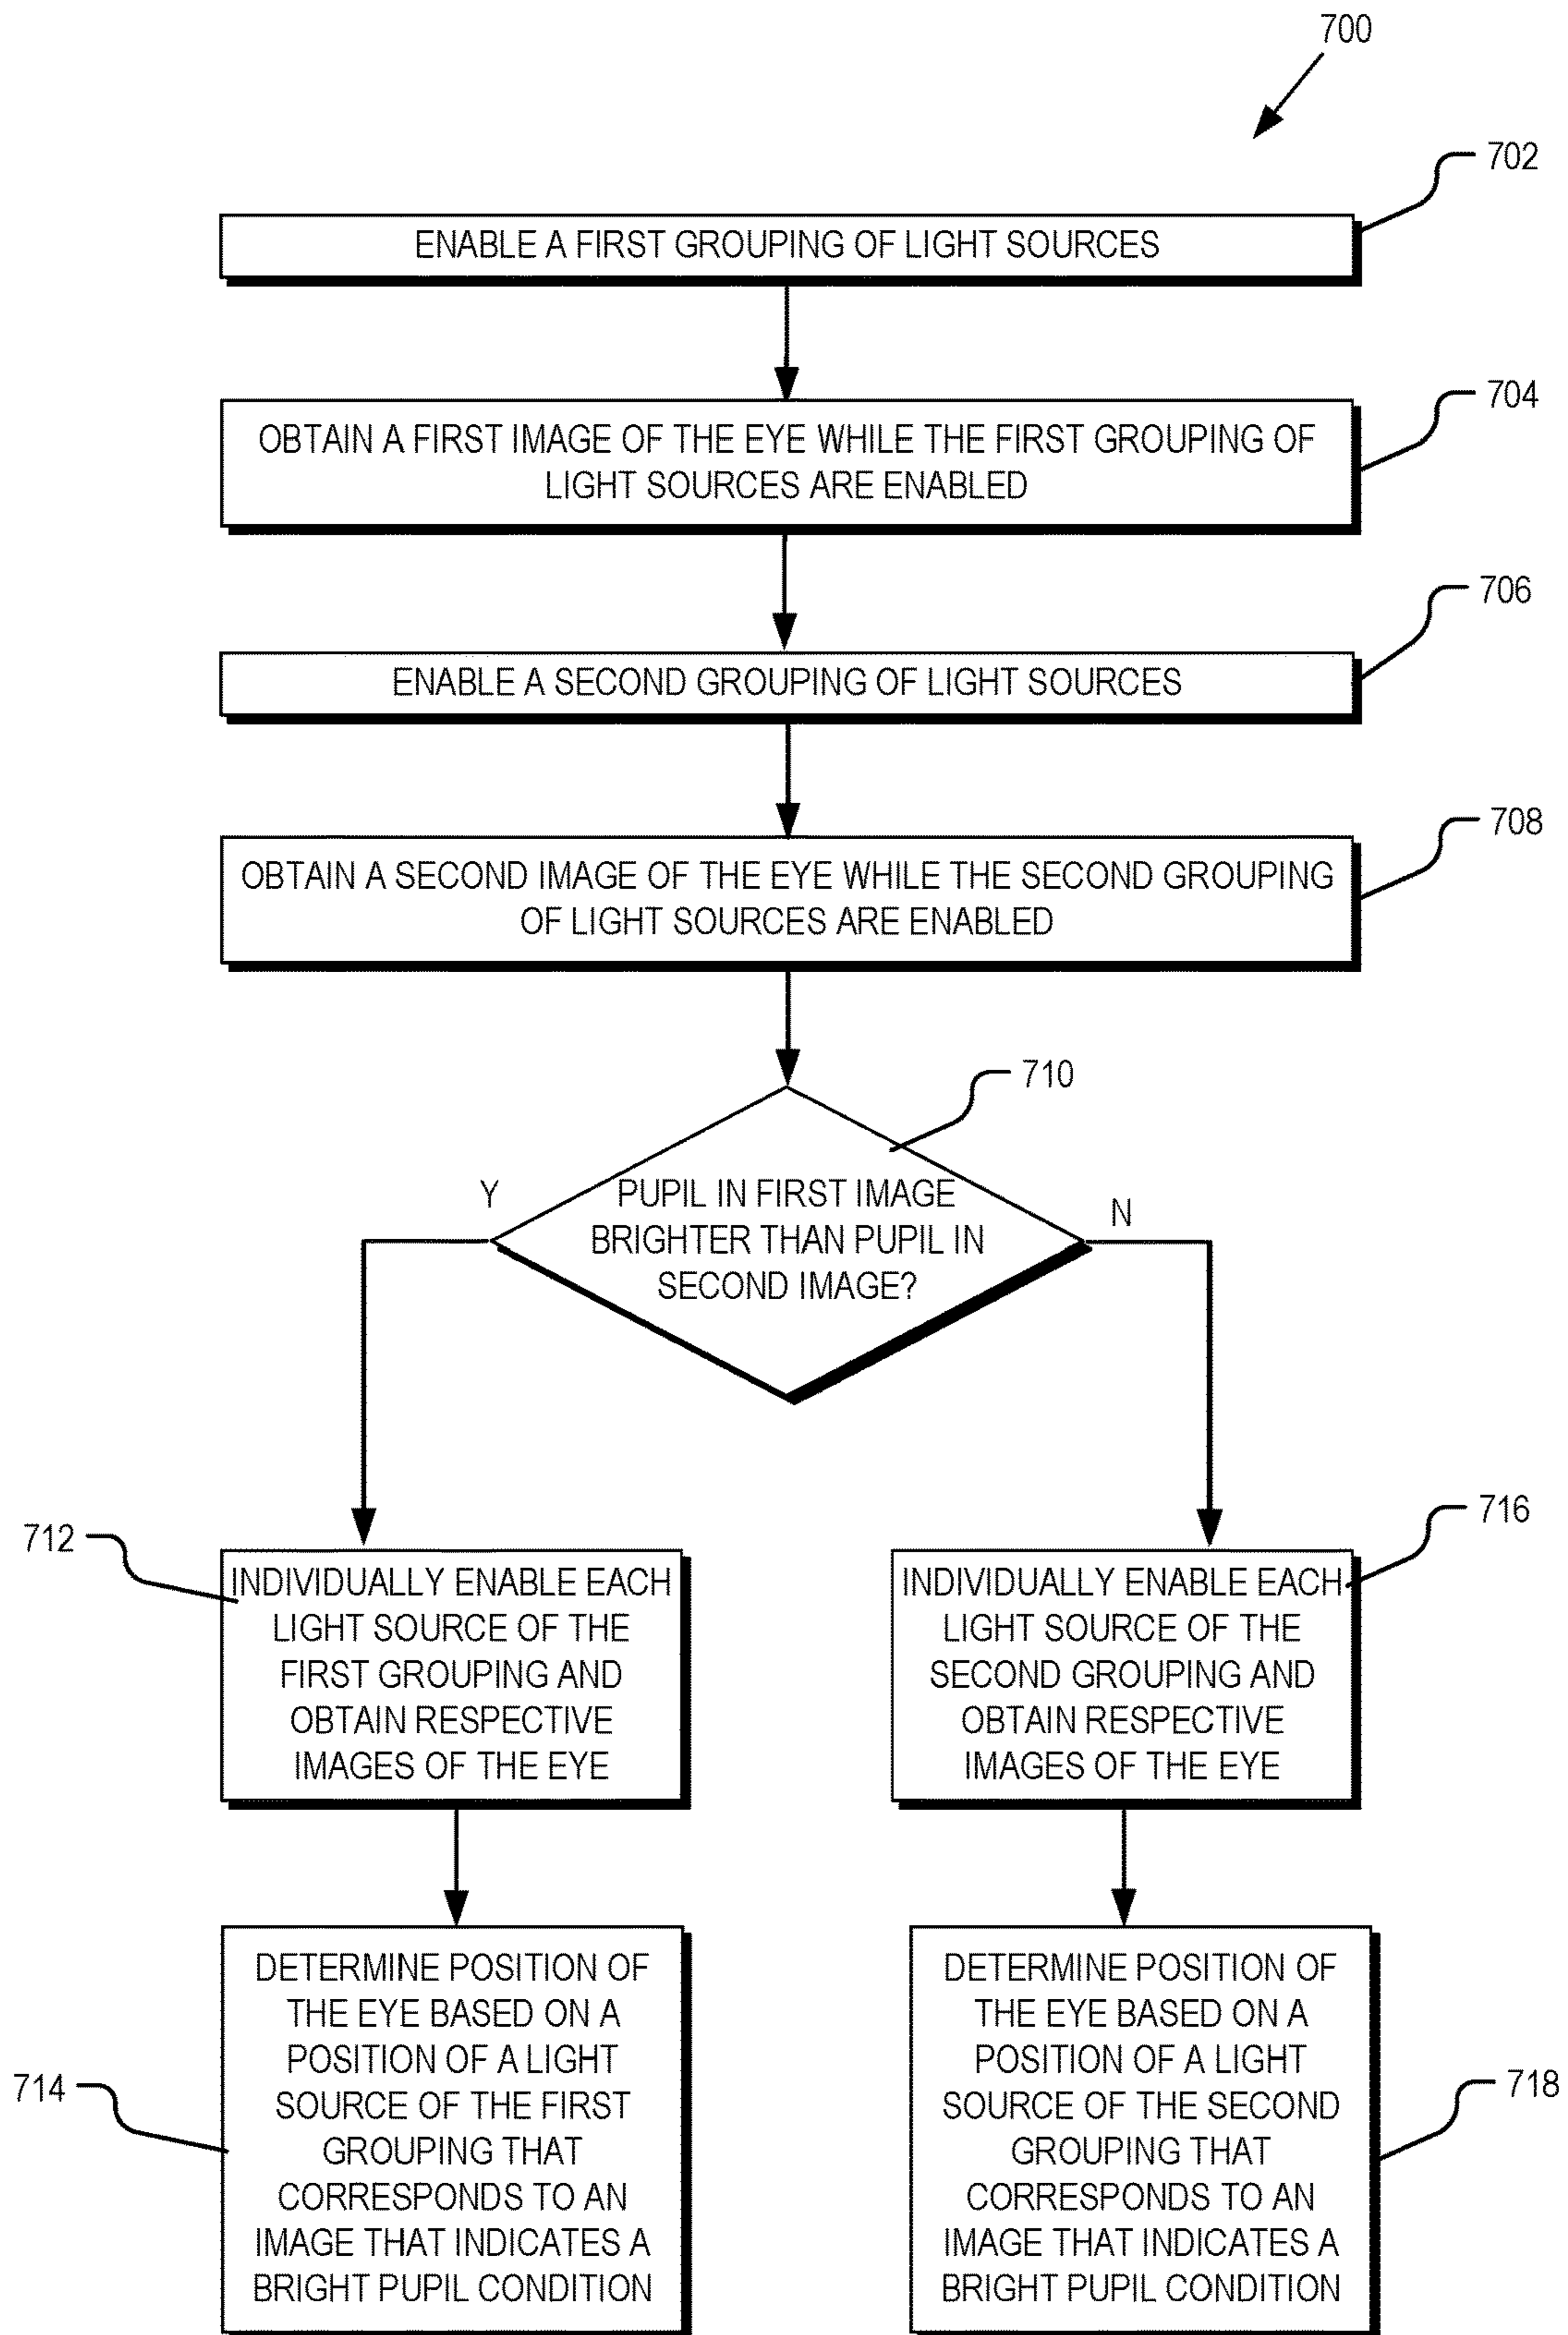 700
702
ENABLE A FIRST GROUPING OF LIGHT SOURCES
704
OBTAIN A FIRST IMAGE OF THE EYE WHILE THE FIRST GROUPING OF
LIGHT SOURCES ARE ENABLED
706
ENABLE A SECOND GROUPING OF LIGHT SOURCES
708
OBTAIN A SECOND IMAGE OF THE EYE WHILE THE SECOND GROUPING
OF LIGHT SOURCES ARE ENABLED
710
Y
N
PUPIL IN FIRST IMAGE
BRIGHTER THAN PUPIL IN
SECOND IMAGE?
712
INDIVIDUALLY ENABLE EACH
LIGHT SOURCE OF THE
FIRST GROUPING AND
OBTAIN RESPECTIVE
IMAGES OF THE EYE
716
INDIVIDUALLY ENABLE EACH
LIGHT SOURCE OF THE
SECOND GROUPING AND
OBTAIN RESPECTIVE
IMAGES OF THE EYE
714
DETERMINE POSITION OF
THE EYE BASED ON A
POSITION OF A LIGHT
SOURCE OF THE FIRST
GROUPING THAT
CORRESPONDS TO AN
IMAGE THAT INDICATES A
BRIGHT PUPIL CONDITION
718
DETERMINE POSITION OF
THE EYE BASED ON A
POSITION OF A LIGHT
SOURCE OF THE SECOND
GROUPING THAT
CORRESPONDS TO AN
IMAGE THAT INDICATES A
BRIGHT PUPIL CONDITION